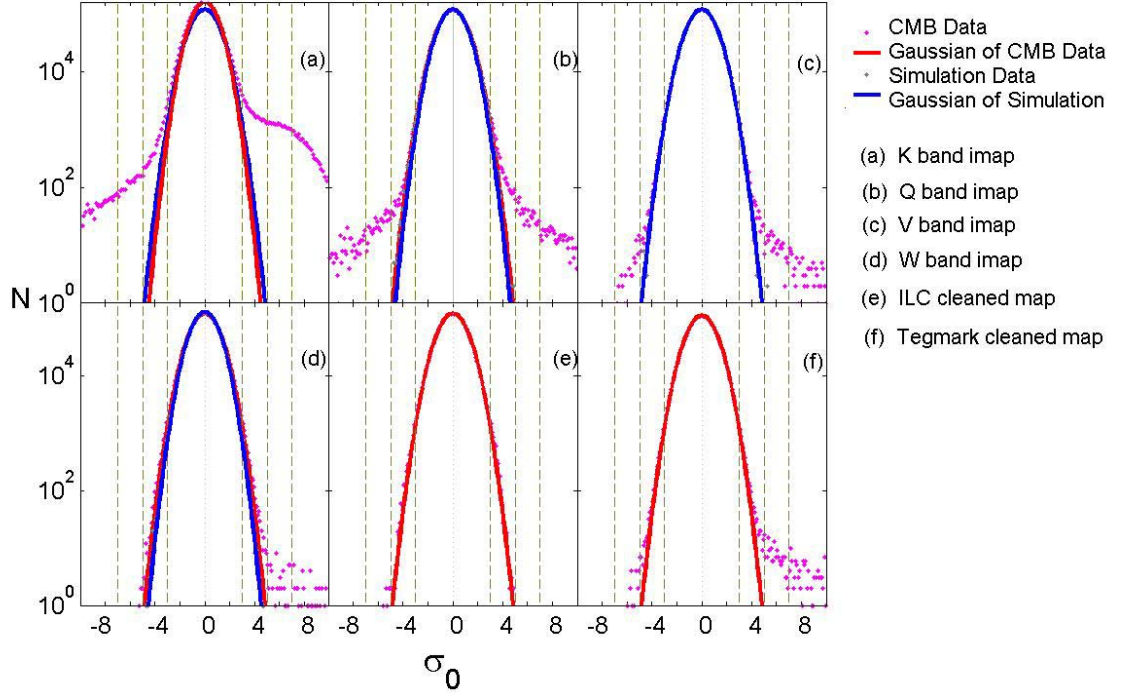 (a)
(b)
(c)
10^4
10^2
N 10^0
(d)
(e)
(f)
10^4
10^2
10^0
-8 -4 0 4 8
-8 -4 0 4 8
-8 -4 0 4 8
σ_0
CMB Data
Gaussian of CMB Data
Simulation Data
Gaussian of Simulation
(a) K band imap
(b) Q band imap
(c) V band imap
(d) W band imap
(e) ILC cleaned map
(f) Tegmark cleaned map